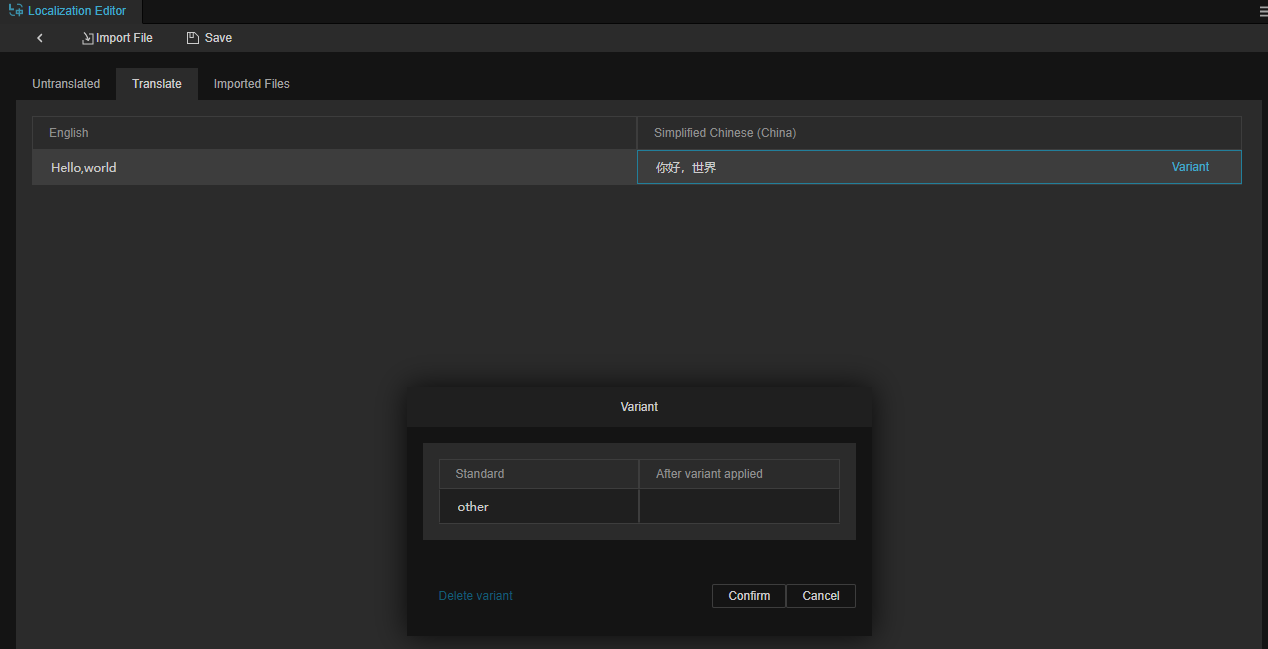 Localization Editor
Import File Save
Untranslated Translate Imported Files
English Simplified Chinese (China)
Hello,world 你好，世界 Variant
Variant
Standard After variant applied
other
Delete variant Confirm Cancel